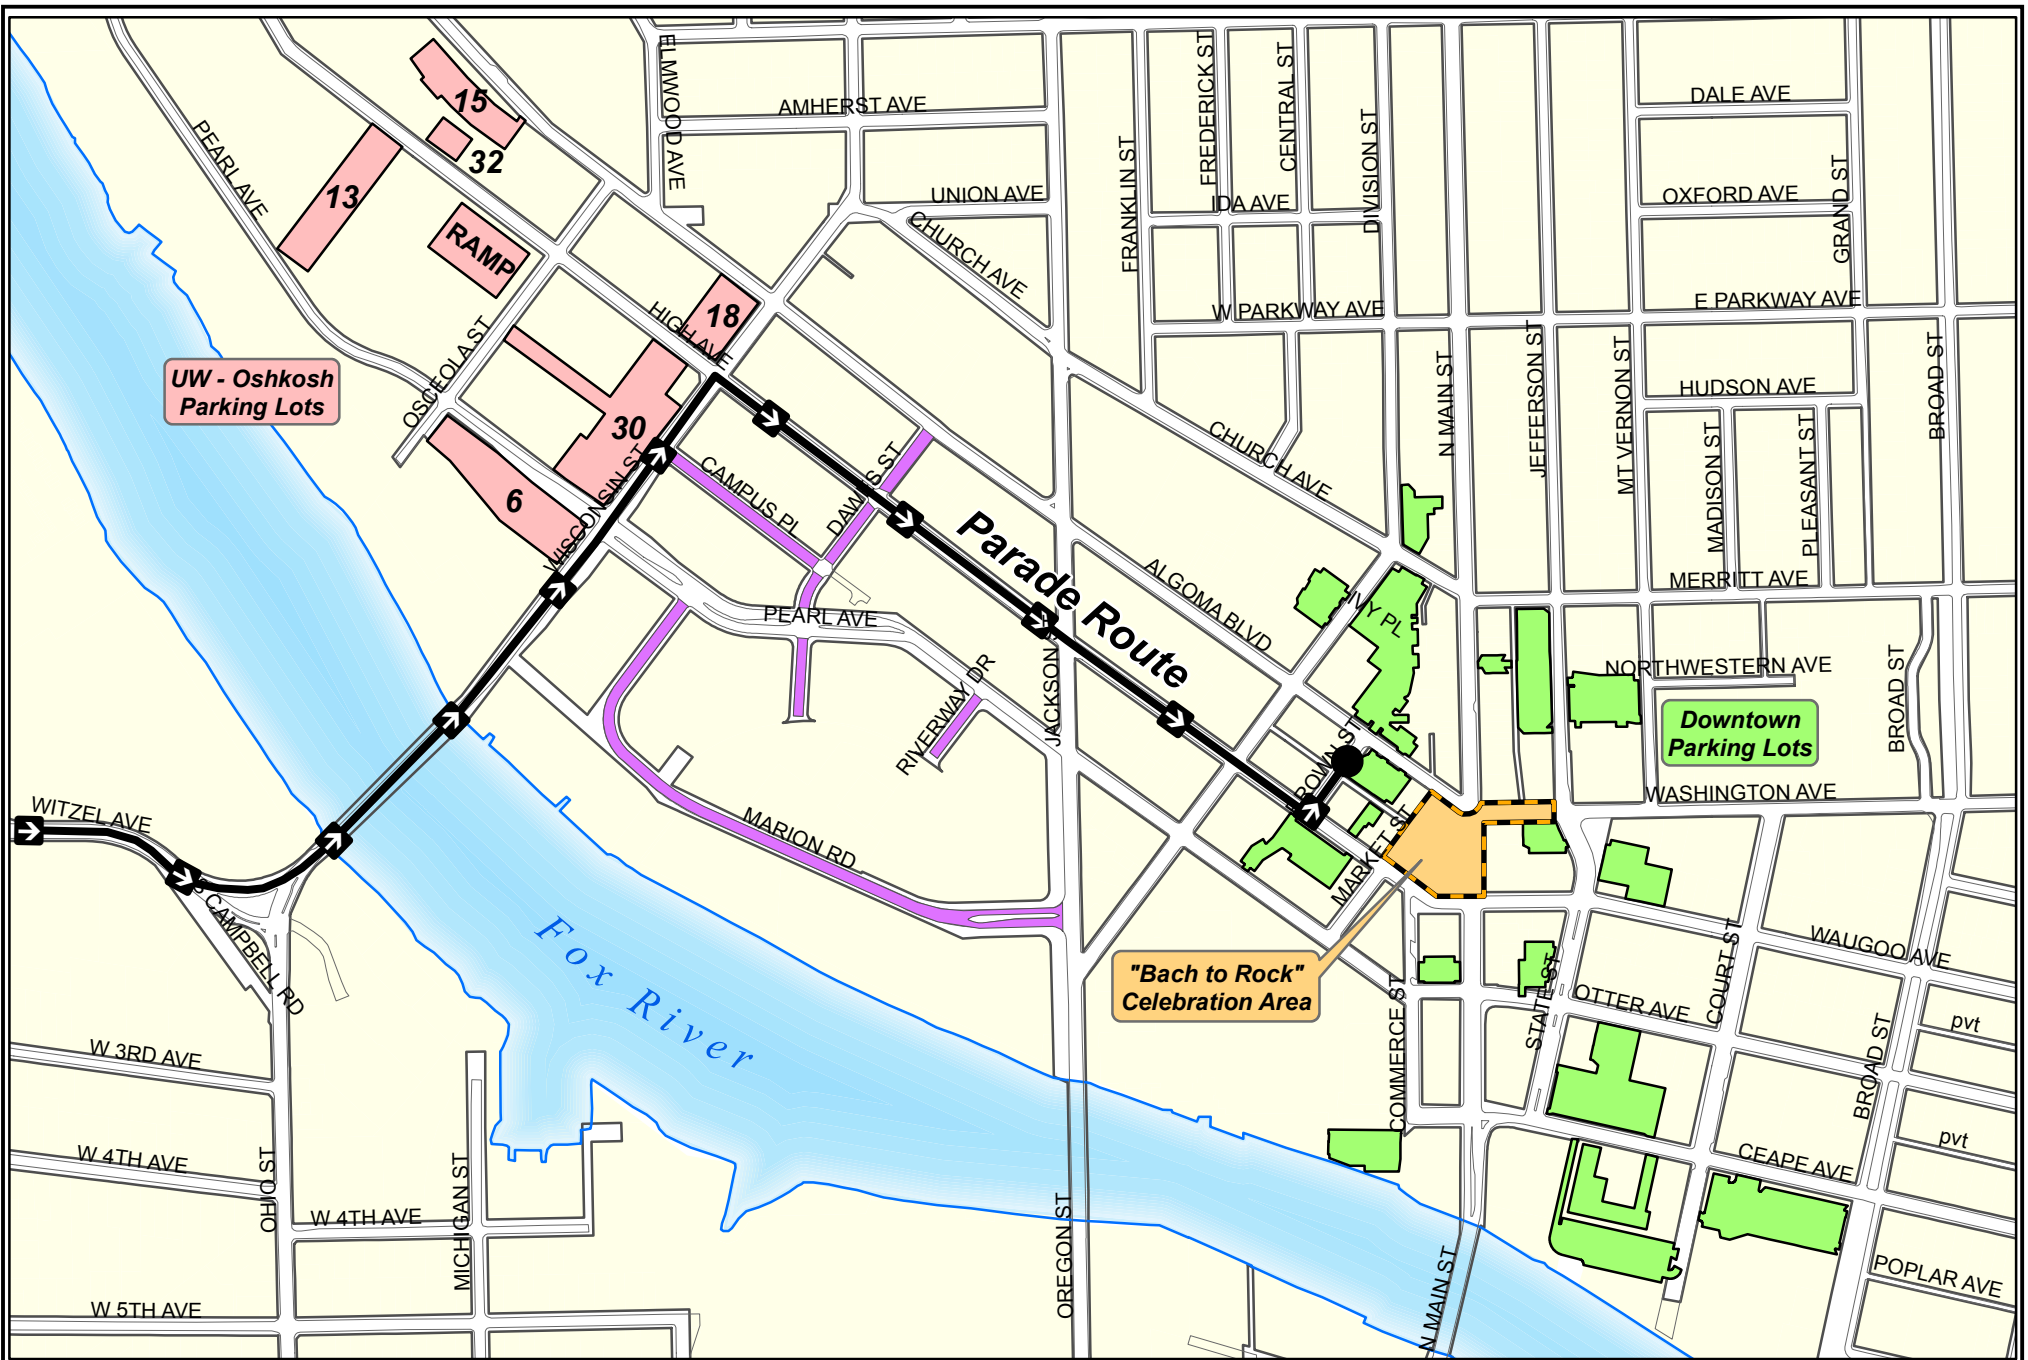 ELMWOOD AVE
AMHERST AVE
UNION AVE
CHURCH AVE
FRANKLIN ST
FREDERICK ST
CENTRAL ST
DIVISION ST
IDA AVE
W PARKWAY AVE
DALE AVE
OXFORD AVE
GRAND ST
E PARKWAY AVE
HUDSON AVE
BROAD ST
PEARL AVE
15
32
13
RAMP
18
HIGH AVE
OSCEOLA ST
UW - Oshkosh
Parking Lots
30
6
WISCONSIN ST
CAMPUS PL
DAWES ST
Parade Route
PEARL AVE
RIVERWAY DR
JACKSON
ALGOMA BLVD
CHURCH AVE
N MAIN ST
JEFFERSON ST
MT VERNON ST
MADISON ST
PLEASANT ST
MERRITT AVE
IVY PL
NORTHWESTERN AVE
BROAD ST
Downtown
Parking Lots
WASHINGTON AVE
BROWN ST
MARKET ST
WITZEL AVE
S CAMPBELL RD
MARION RD
Fox River
"Bach to Rock"
Celebration Area
COMMERCE ST
STATE ST
OTTER AVE
COURT ST
WAUGOO AVE
BROAD ST
pvt
pvt
CEAPE AVE
POPLAR AVE
W 3RD AVE
W 4TH AVE
OHIO ST
W 4TH AVE
MICHIGAN ST
W 5TH AVE
OREGON ST
N MAIN ST